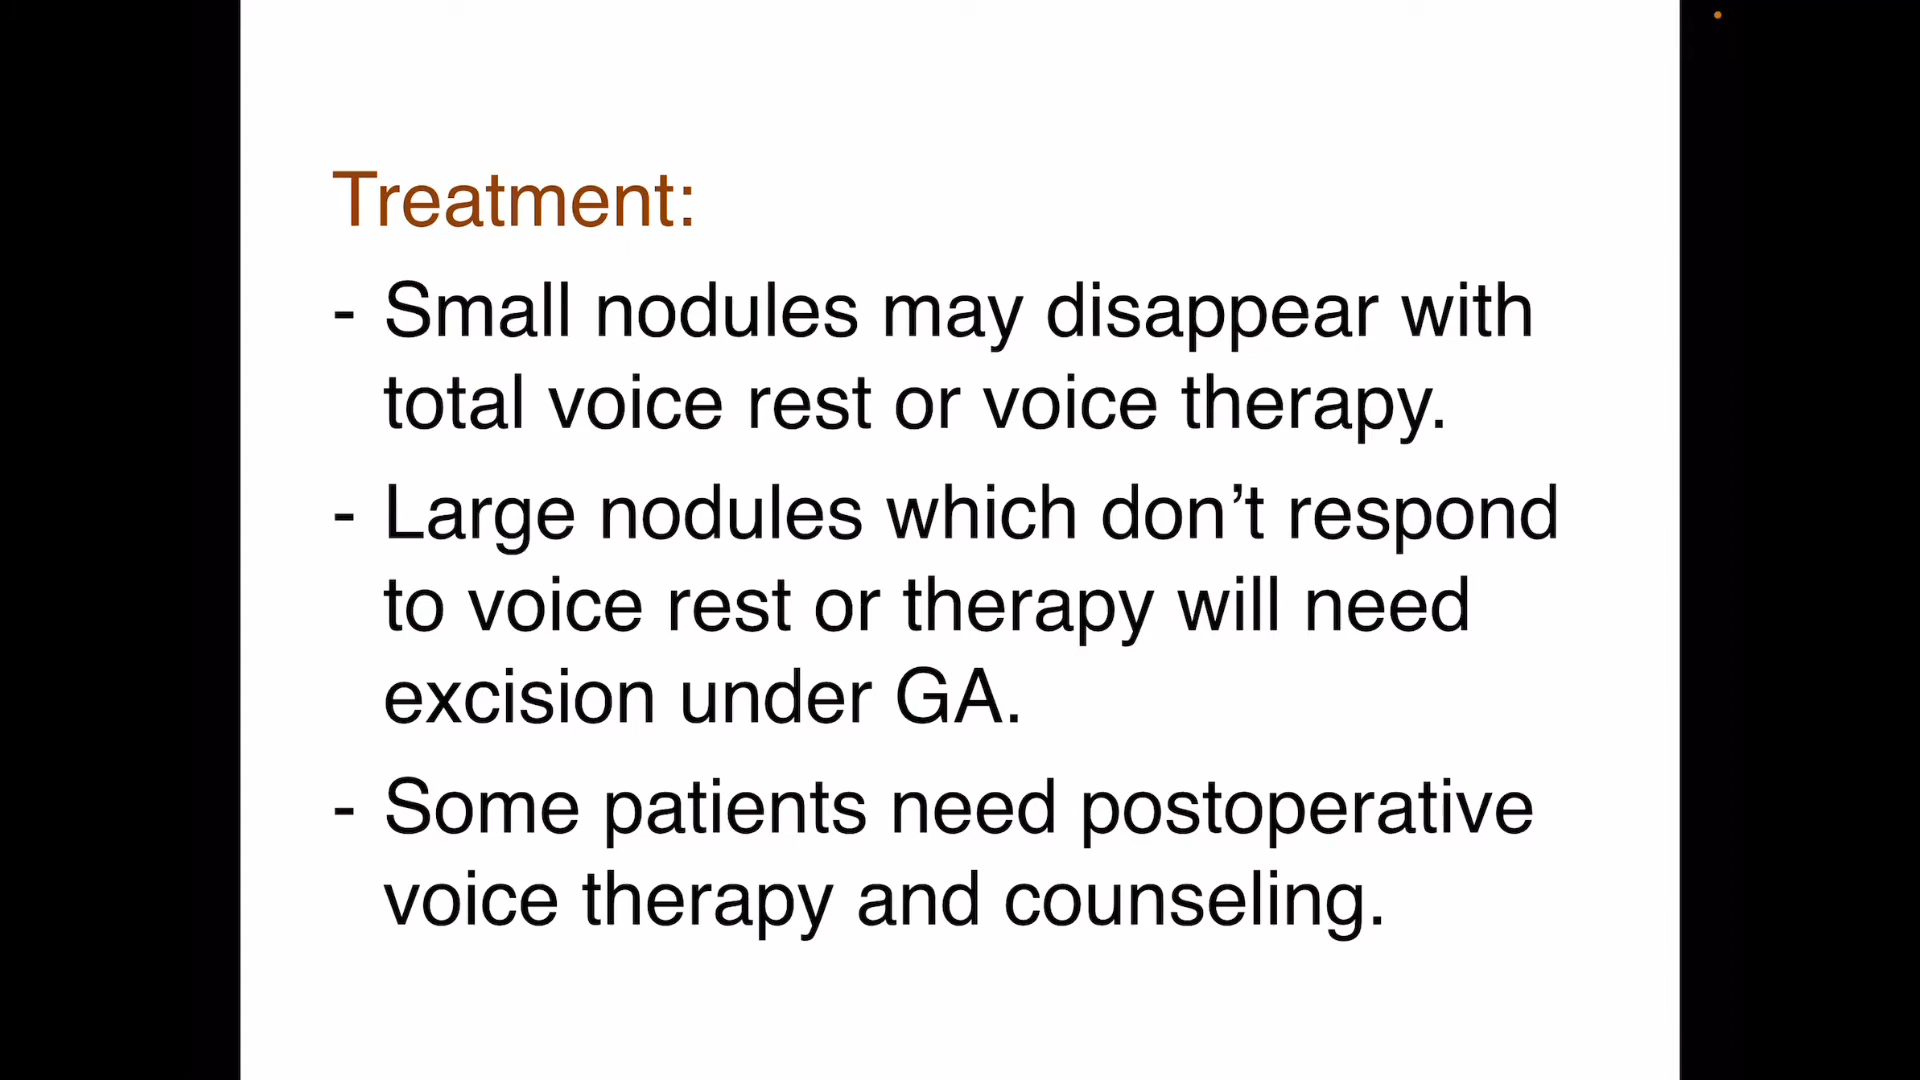 Treatment:
- Small nodules may disappear with
total voice rest or voice therapy.
- Large nodules which don’t respond
to voice rest or therapy will need
excision under GA.
- Some patients need postoperative
voice therapy and counseling.